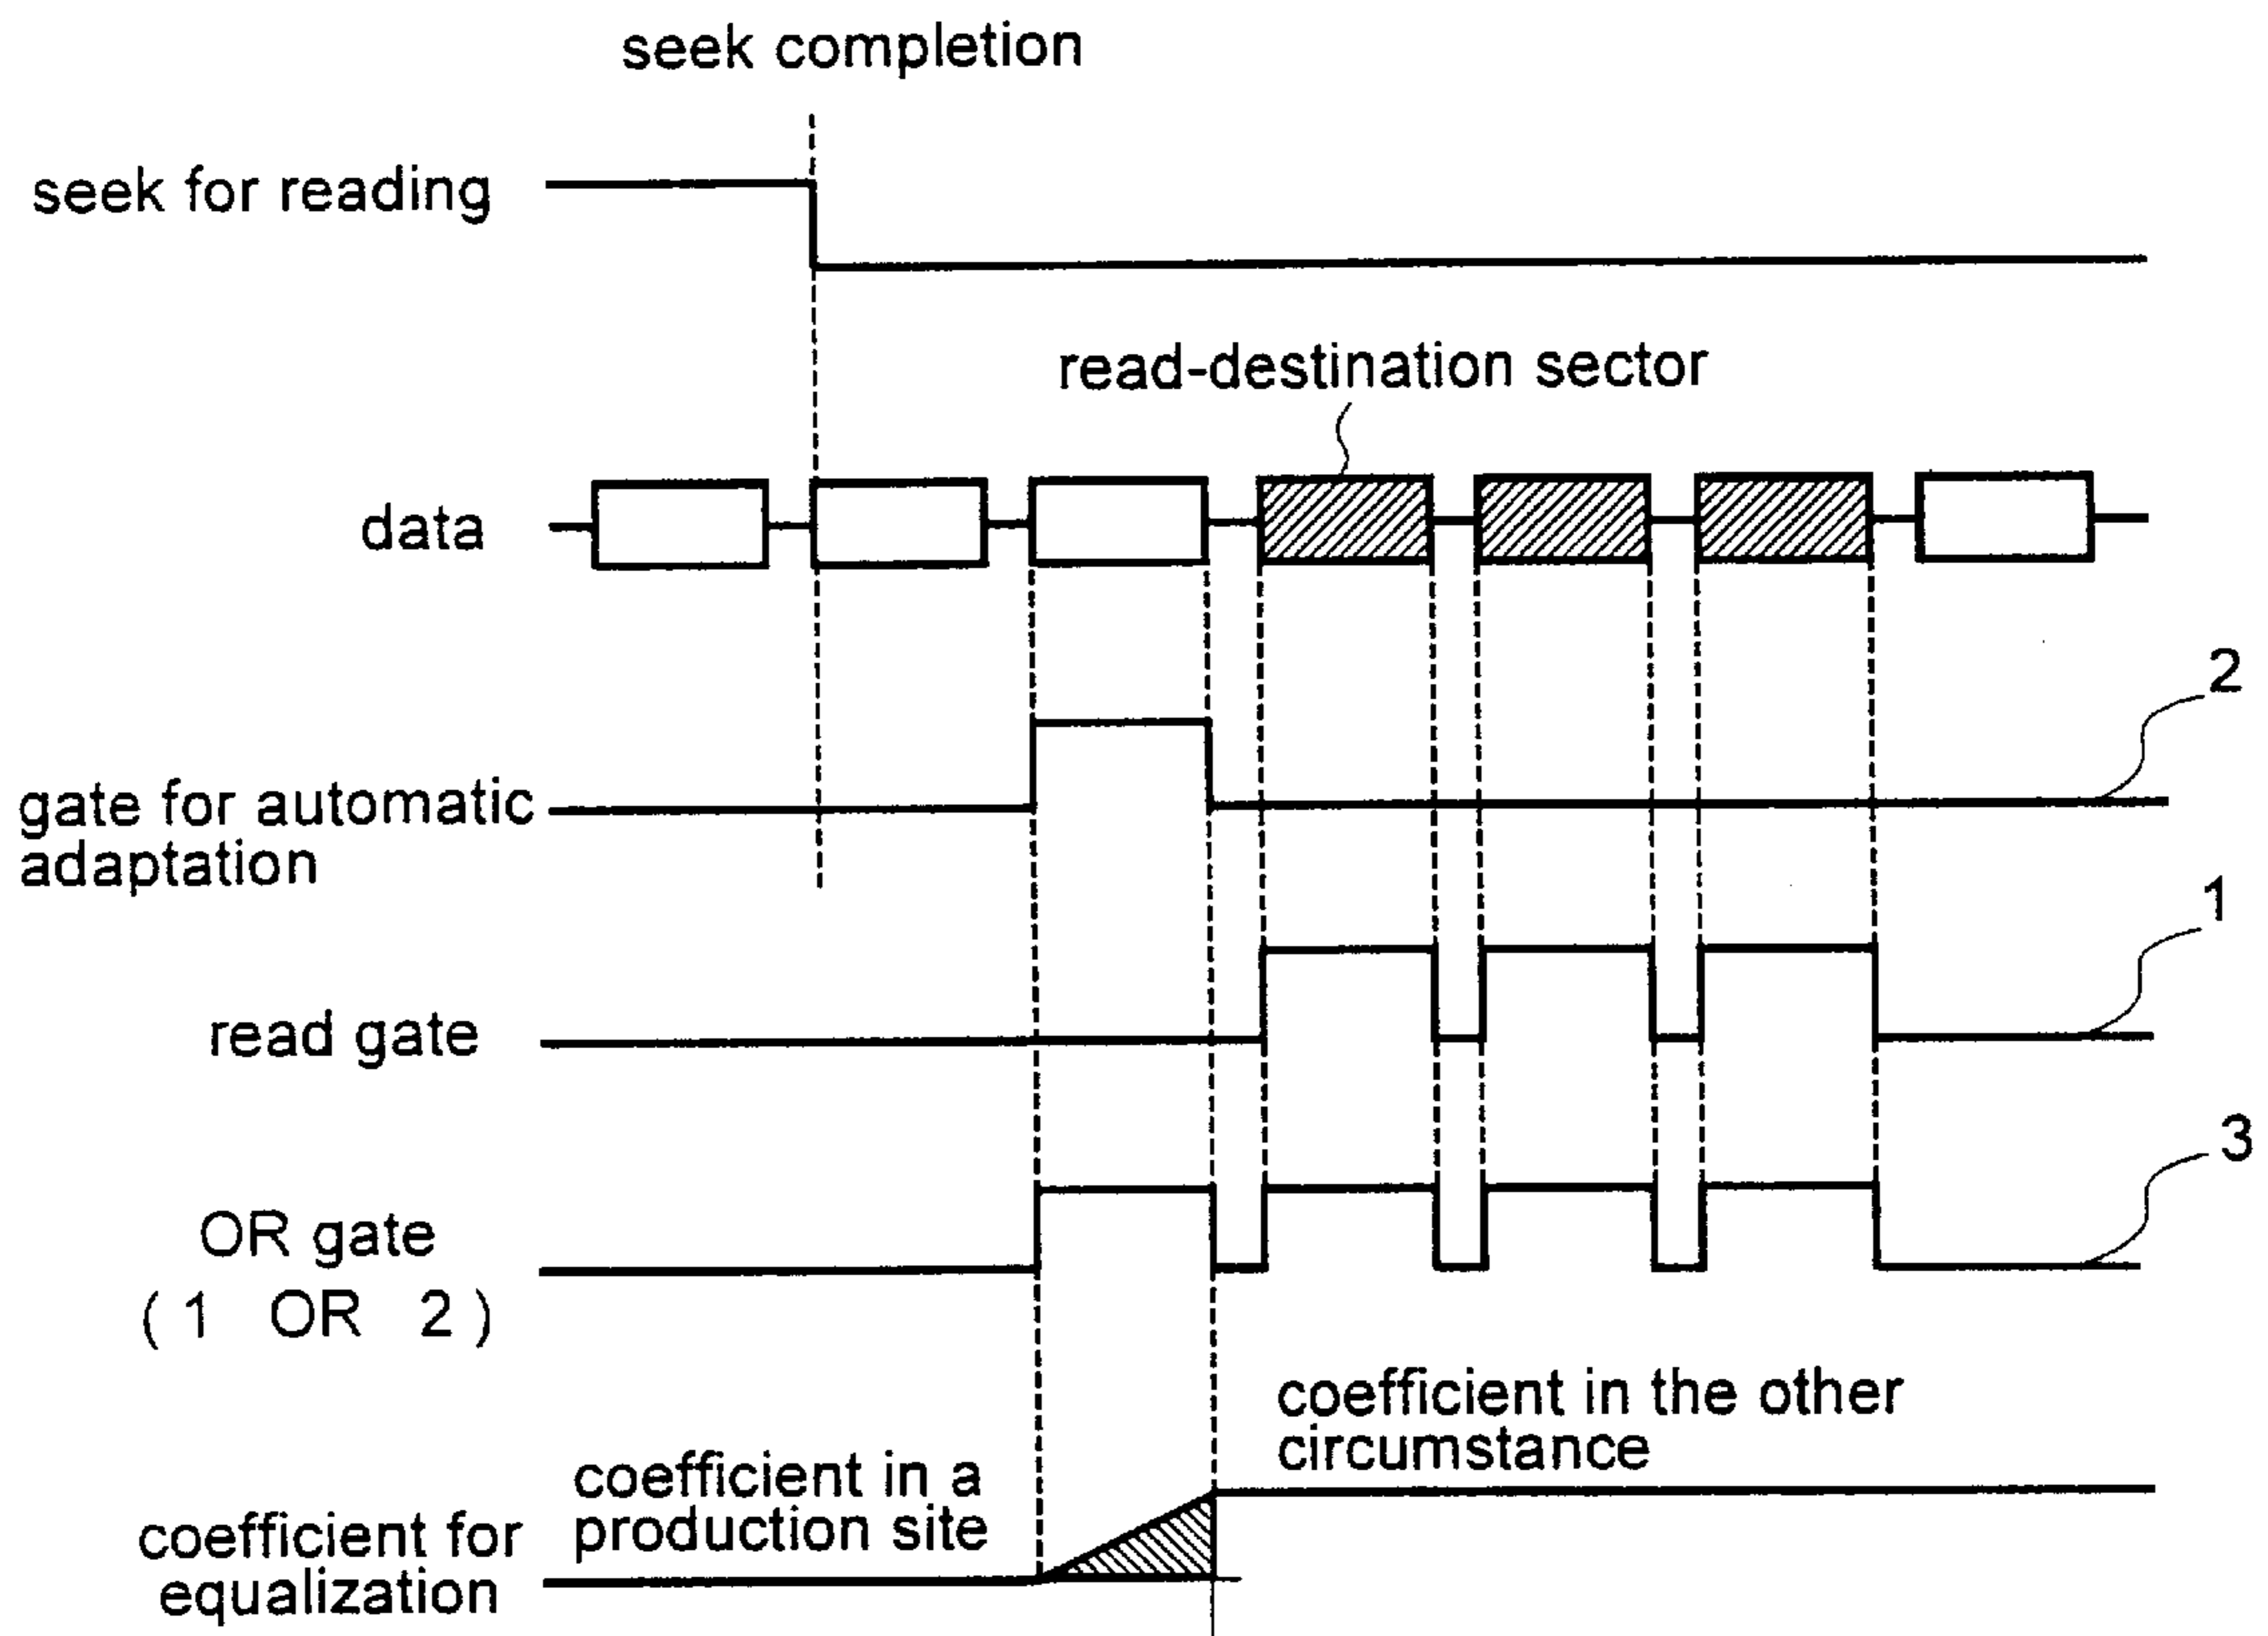 seek completion
seek for reading
read-destination sector
data
2
gate for automatic
adaptation
1
read gate
3
OR gate
( 1 OR 2 )
coefficient in the other
circumstance
coefficient in a
production site
coefficient for
equalization